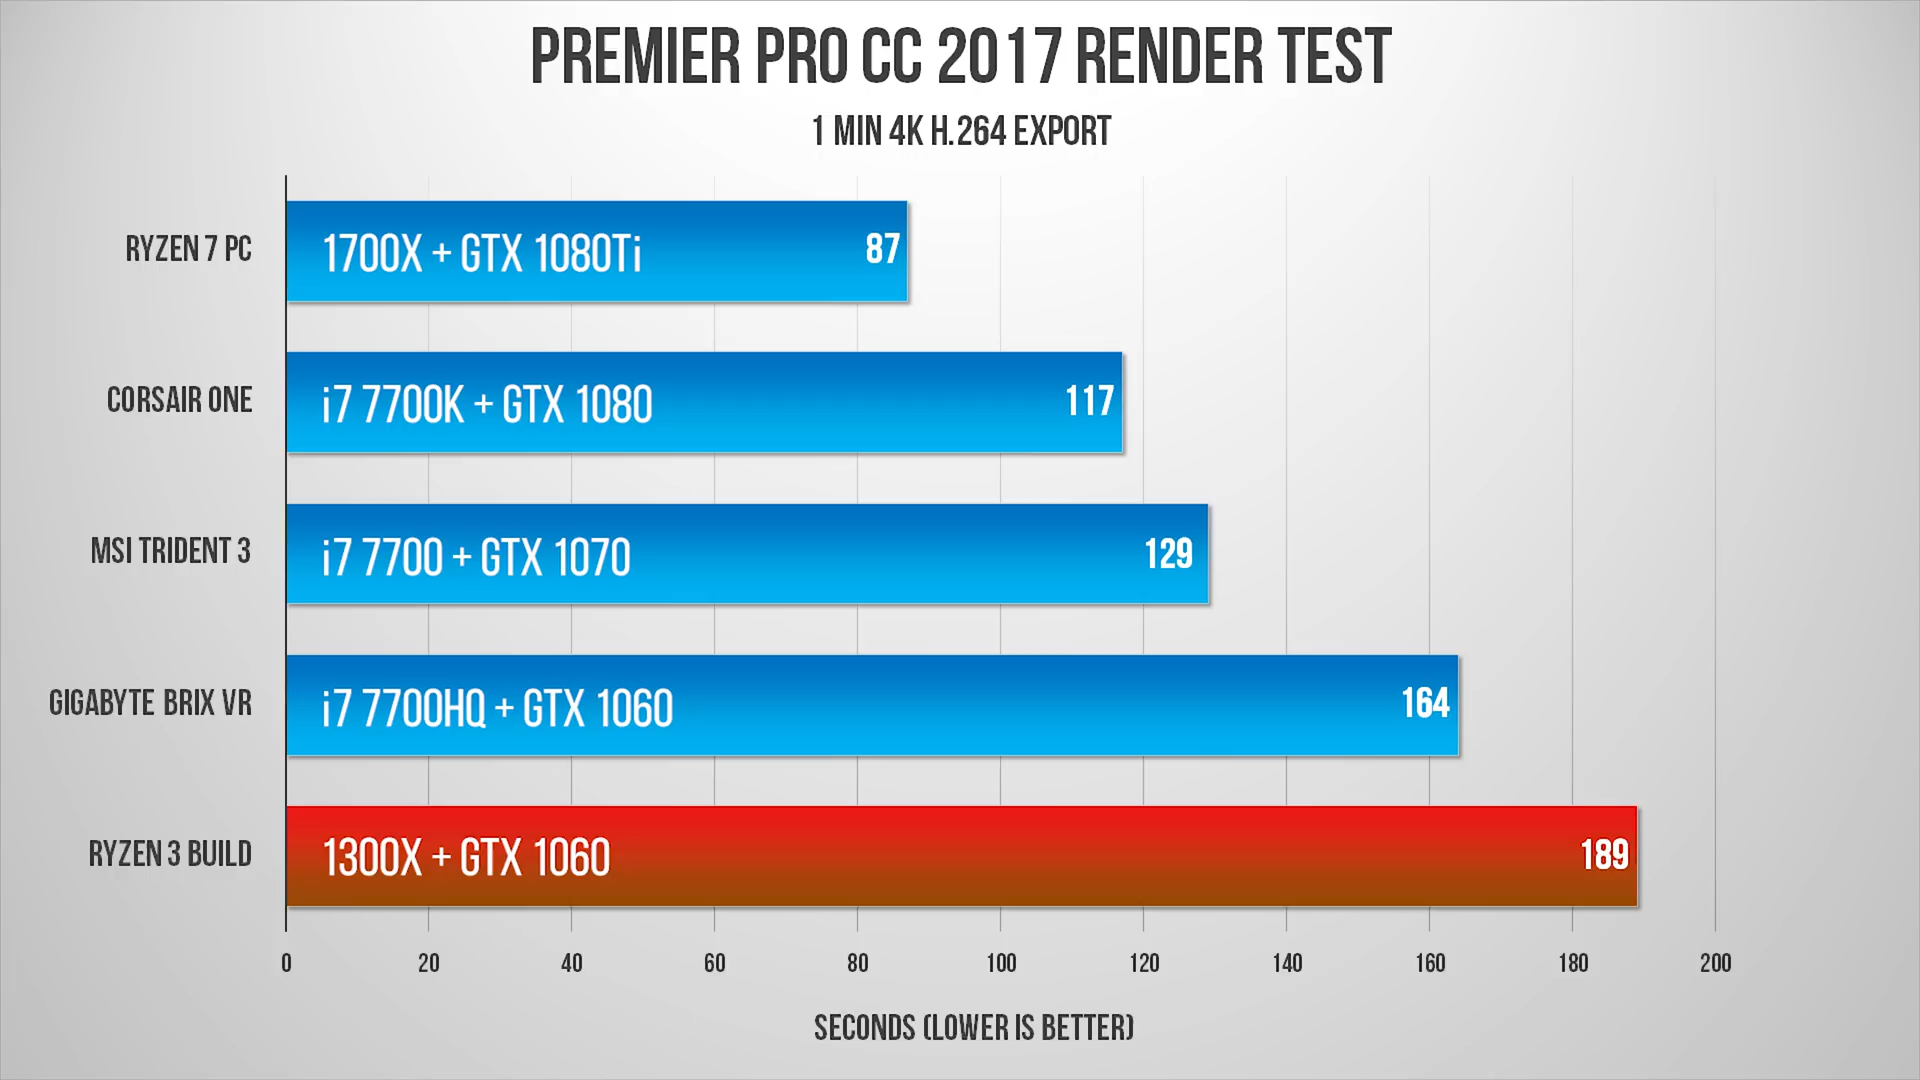 PREMIER PRO CC 2017 RENDER TEST
1 MIN 4K H.264 EXPORT
RYZEN 7 PC
1700X + GTX 1080Ti
87
CORSAIR ONE
i7 7700K + GTX 1080
117
MSI TRIDENT 3
i7 7700 + GTX 1070
129
GIGABYTE BRIX VR
i7 7700HQ + GTX 1060
164
RYZEN 3 BUILD
1300X + GTX 1060
189
0 20 40 60 80 100 120 140 160 180 200
SECONDS (LOWER IS BETTER)